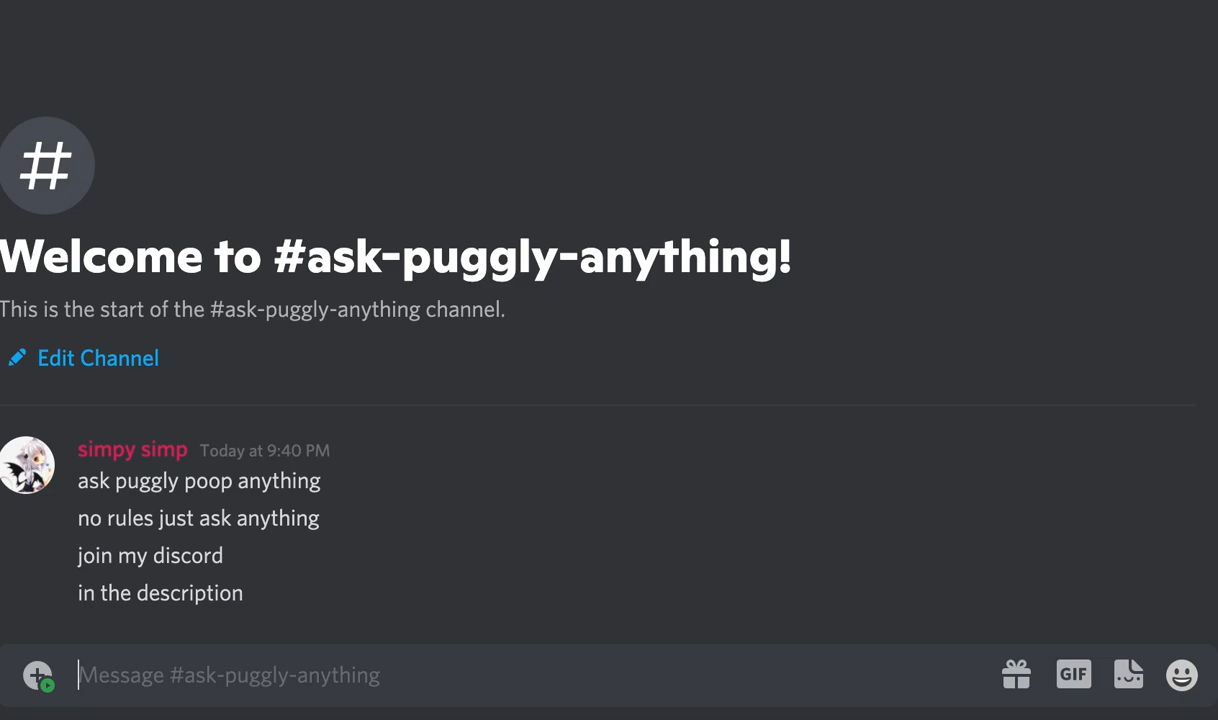 #
Welcome to #ask-puggly-anything!
This is the start of the #ask-puggly-anything channel.
Edit Channel
simpy simp Today at 9:40 PM
ask puggly poop anything
no rules just ask anything
join my discord
in the description
Message #ask-puggly-anything
GIF